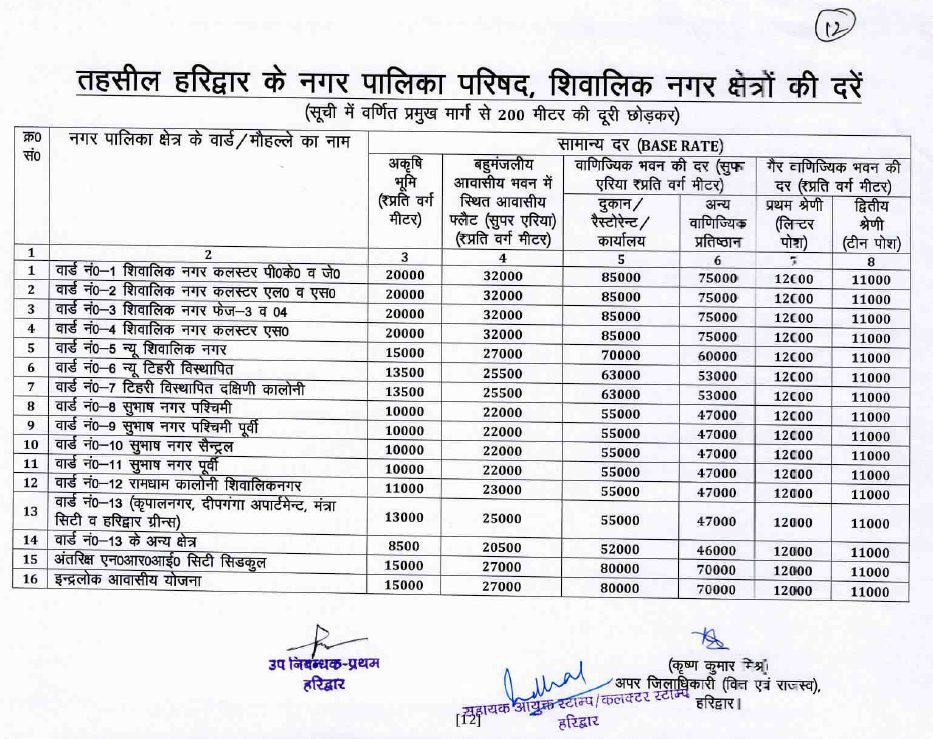 12
तहसील हरिद्वार के नगर पालिका परिषद, शिवालिक नगर क्षेत्रों की दरें
(सूची में वर्णित प्रमुख मार्ग से 200 मीटर की दूरी छोड़कर)
क्र0 सं0 नगर पालिका क्षेत्र के वार्ड/मौहल्ले का नाम सामान्य दर (BASE RATE)
अकृषि भूमि (₹प्रति वर्ग मीटर) बहुमंजलीय आवासीय भवन में स्थित आवासीय फ्लैट (सुपर एरिया) (₹प्रति वर्ग मीटर) वाणिज्यिक भवन की दर (सुपर एरिया ₹प्रति वर्ग मीटर) गैर वाणिज्यिक भवन की दर (₹प्रति वर्ग मीटर)
दुकान/रैस्टोरेन्ट/कार्यालय अन्य वाणिज्यिक प्रतिष्ठान प्रथम श्रेणी (लिन्टर पोश) द्वितीय श्रेणी (टीन पोश)
1 2 3 4 5 6 7 8
1 वार्ड नं0–1 शिवालिक नगर कलस्टर पी0के0 व जे0 20000 32000 85000 75000 12000 11000
2 वार्ड नं0–2 शिवालिक नगर कलस्टर एल0 व एस0 20000 32000 85000 75000 12000 11000
3 वार्ड नं0–3 शिवालिक नगर फेज–3 व 04 20000 32000 85000 75000 12000 11000
4 वार्ड नं0–4 शिवालिक नगर कलस्टर एस0 20000 32000 85000 75000 12000 11000
5 वार्ड नं0–5 न्यू शिवालिक नगर 15000 27000 70000 60000 12000 11000
6 वार्ड नं0–6 न्यू टिहरी विस्थापित 13500 25500 63000 53000 12000 11000
7 वार्ड नं0–7 टिहरी विस्थापित दक्षिणी कालोनी 13500 25500 63000 53000 12000 11000
8 वार्ड नं0–8 सुभाष नगर पश्चिमी 10000 22000 55000 47000 12000 11000
9 वार्ड नं0–9 सुभाष नगर पश्चिमी पूर्वी 10000 22000 55000 47000 12000 11000
10 वार्ड नं0–10 सुभाष नगर सैन्ट्रल 10000 22000 55000 47000 12000 11000
11 वार्ड नं0–11 सुभाष नगर पूर्वी 10000 22000 55000 47000 12000 11000
12 वार्ड नं0–12 रामधाम कालोनी शिवालिकनगर 11000 23000 55000 47000 12000 11000
13 वार्ड नं0–13 (कृपालनगर, दीपगंगा अपार्टमेन्ट, मंत्रा सिटी व हरिद्वार ग्रीन्स) 13000 25000 55000 47000 12000 11000
14 वार्ड नं0–13 के अन्य क्षेत्र 8500 20500 52000 46000 12000 11000
15 अंतरिक्ष एन0आर0आई0 सिटी सिडकुल 15000 27000 80000 70000 12000 11000
16 इन्द्रलोक आवासीय योजना 15000 27000 80000 70000 12000 11000
उप निबन्धक-प्रथम
हरिद्वार
सहायक आयुक्त स्टाम्प/कलक्टर स्टाम्प
हरिद्वार
(कृष्ण कुमार मिश्र)
अपर जिलाधिकारी (वित्त एवं राजस्व),
हरिद्वार।
[12]